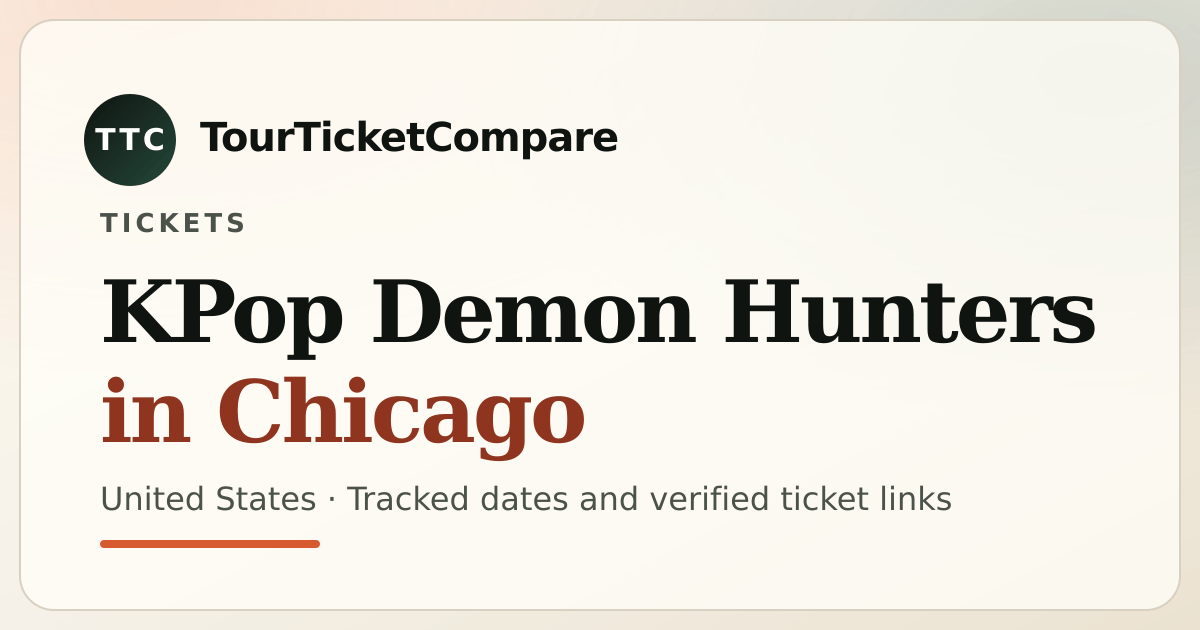 TTC
TourTicketCompare
TICKETS
KPop Demon Hunters
in Chicago
United States · Tracked dates and verified ticket links